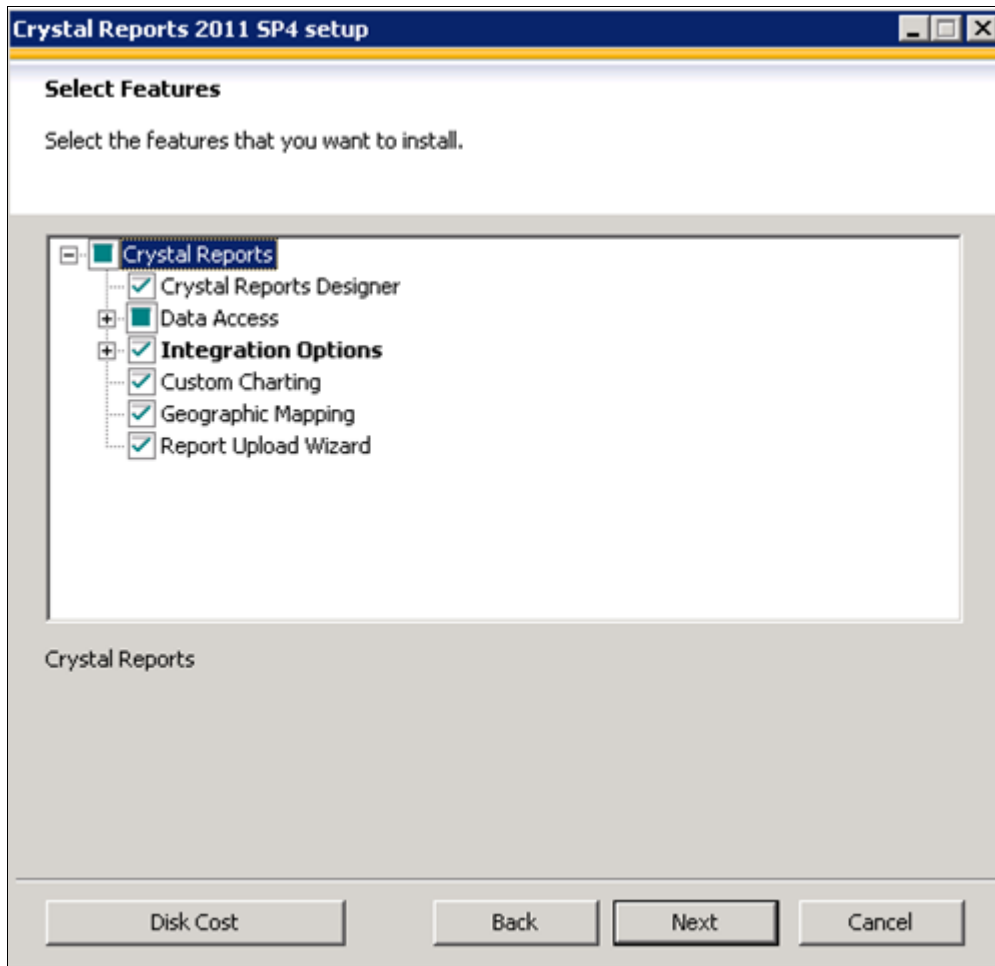 Crystal Reports 2011 SP4 setup
Select Features
Select the features that you want to install.
Crystal Reports
Crystal Reports Designer
Data Access
Integration Options
Custom Charting
Geographic Mapping
Report Upload Wizard
Crystal Reports
Disk Cost Back Next Cancel